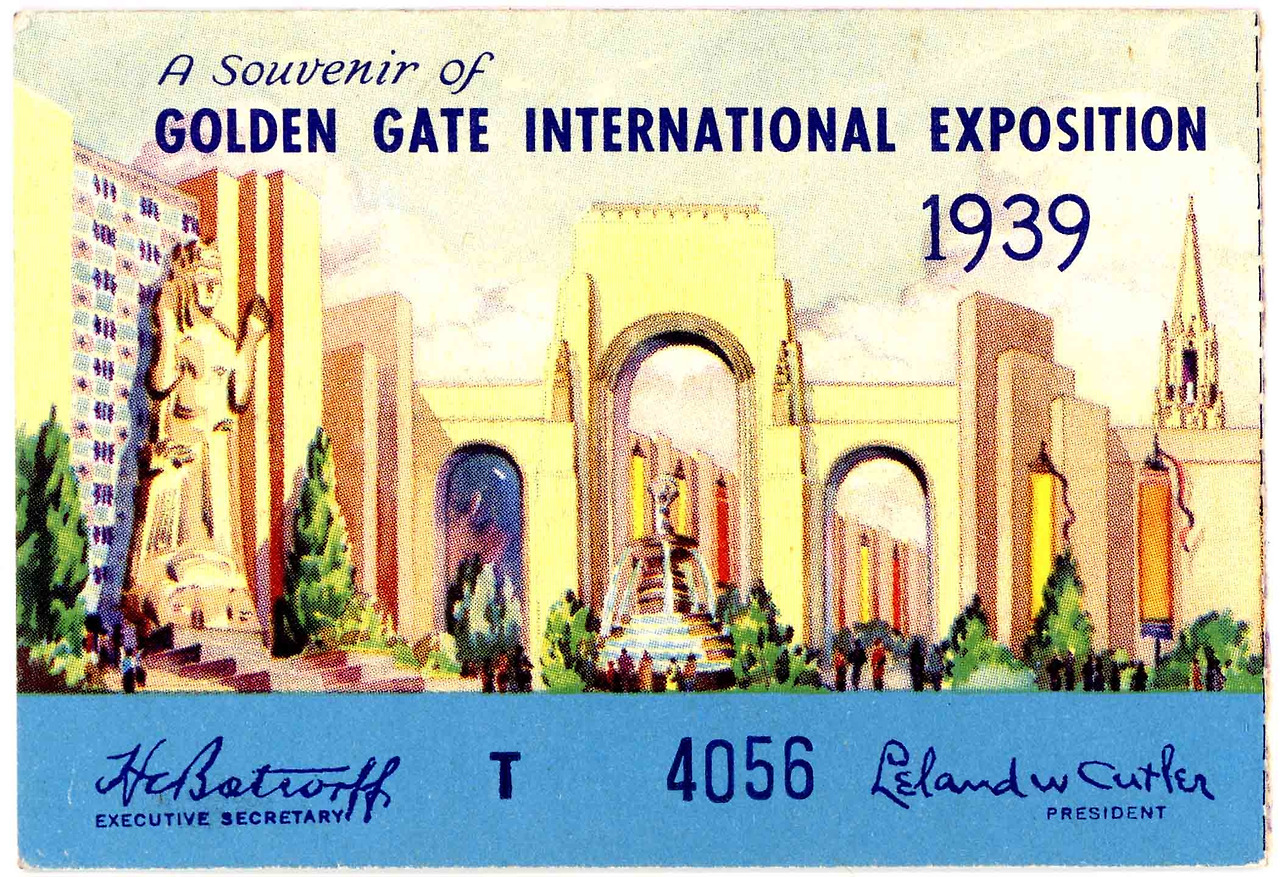 A Souvenir of
GOLDEN GATE INTERNATIONAL EXPOSITION
1939
T 4056
Leland W Cutler
EXECUTIVE SECRETARY
PRESIDENT